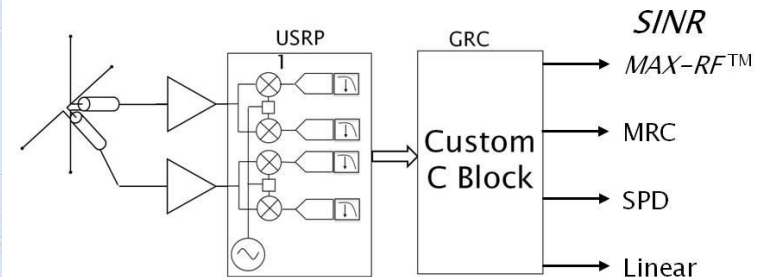 SINR
USRP
1
GRC
MAX-RF™
Custom
C Block
MRC
SPD
Linear